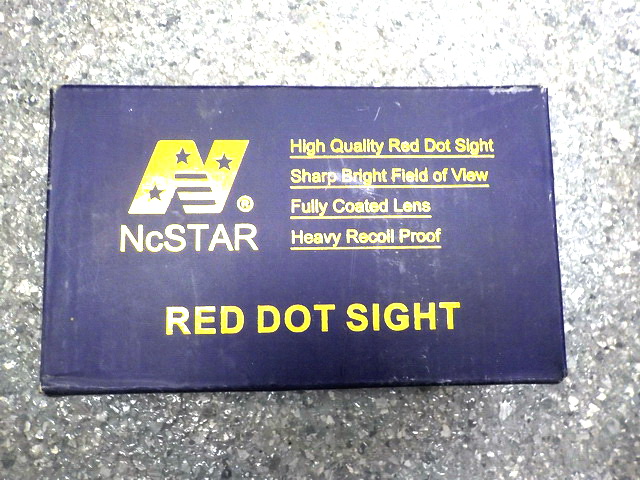 High Quality Red Dot Sight
Sharp Bright Field of View
Fully Coated Lens
Heavy Recoil Proof
®
NcSTAR
RED DOT SIGHT